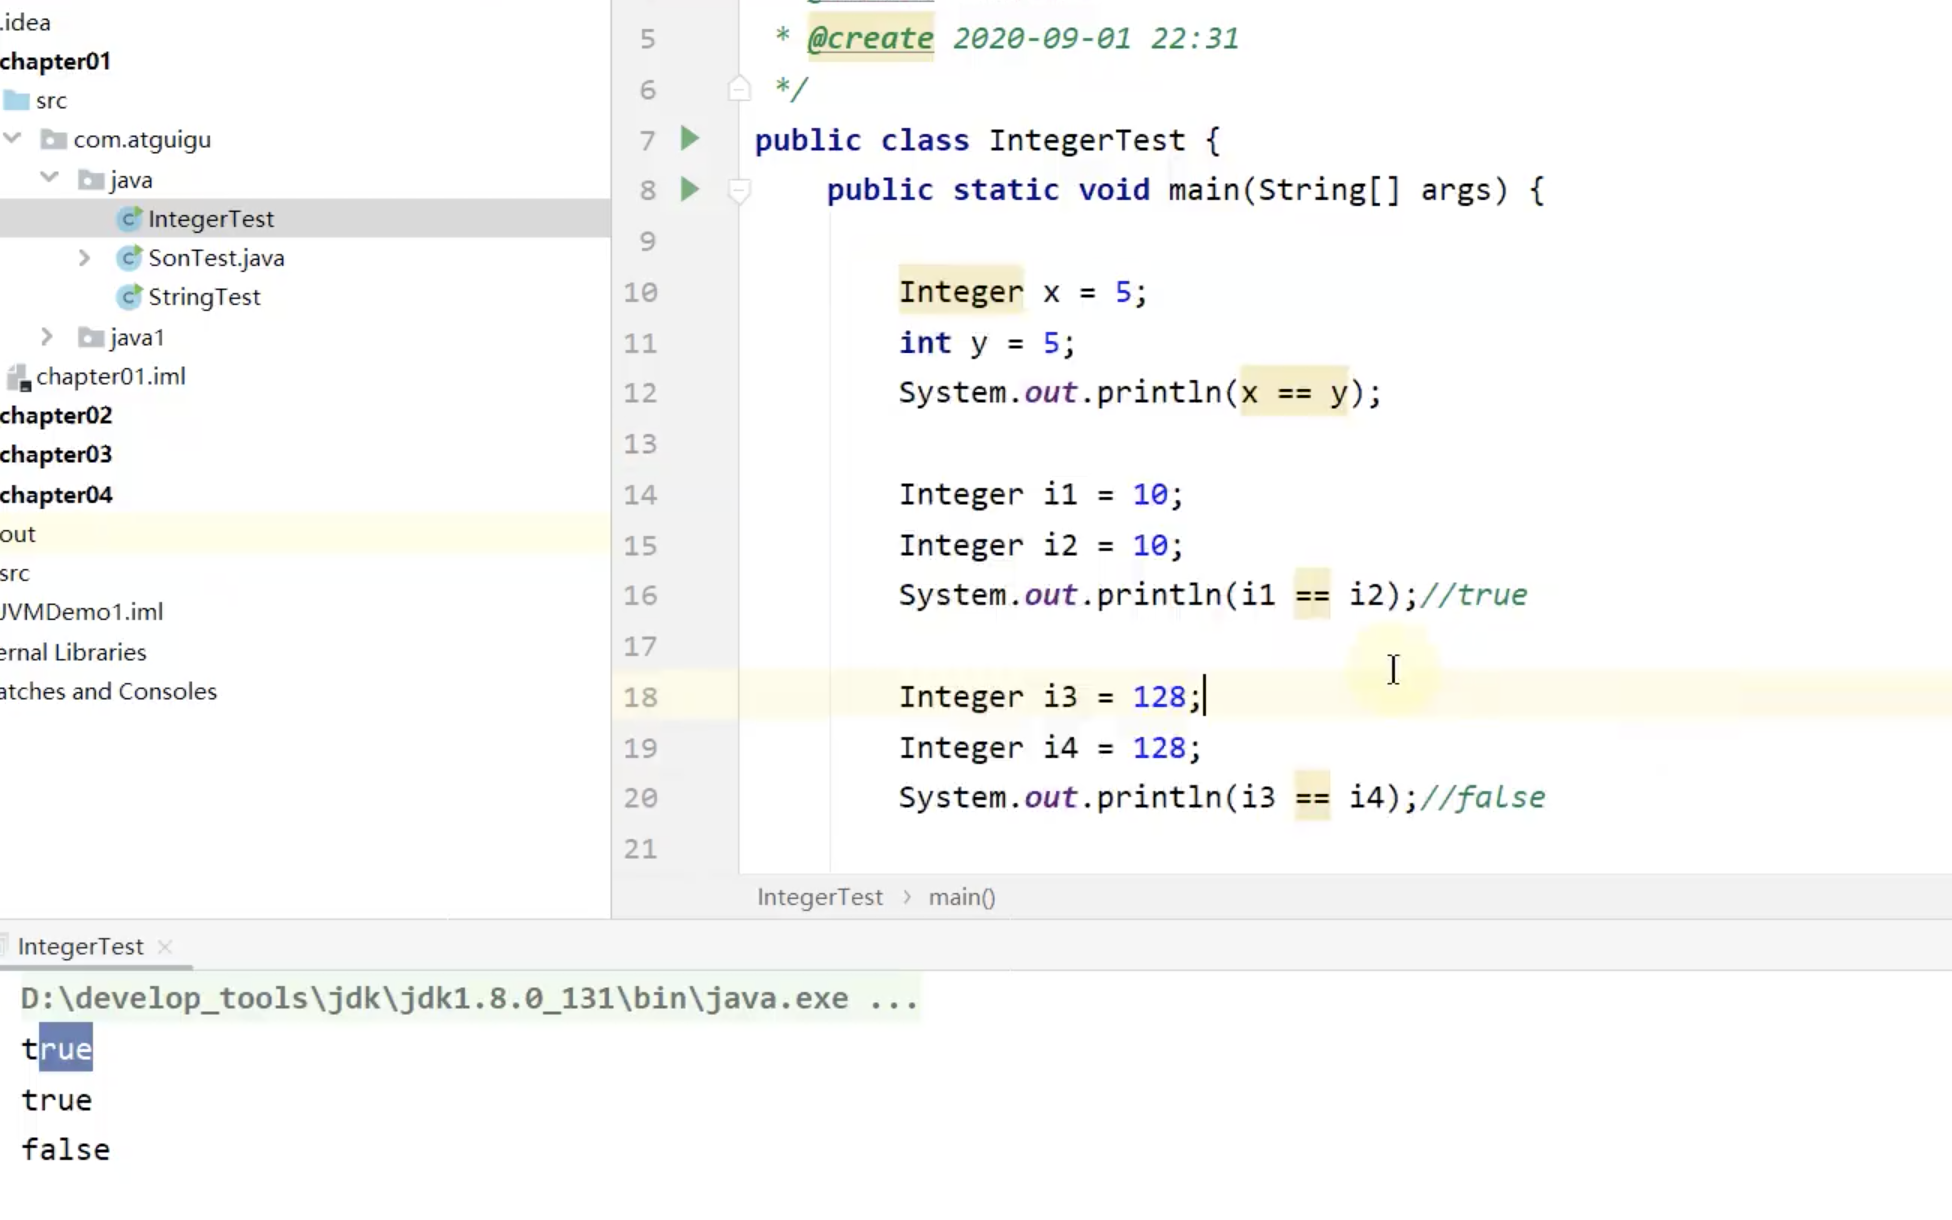 .idea
chapter01
src
com.atguigu
java
IntegerTest
SonTest.java
StringTest
java1
chapter01.iml
chapter02
chapter03
chapter04
out
src
JVMDemo1.iml
ernal Libraries
atches and Consoles
5 * @create 2020-09-01 22:31
6 */
7 public class IntegerTest {
8 public static void main(String[] args) {
9
10 Integer x = 5;
11 int y = 5;
12 System.out.println(x == y);
13
14 Integer i1 = 10;
15 Integer i2 = 10;
16 System.out.println(i1 == i2);//true
17
18 Integer i3 = 128;
19 Integer i4 = 128;
20 System.out.println(i3 == i4);//false
21
IntegerTest > main()
IntegerTest ×
D:\develop_tools\jdk\jdk1.8.0_131\bin\java.exe ...
true
true
false